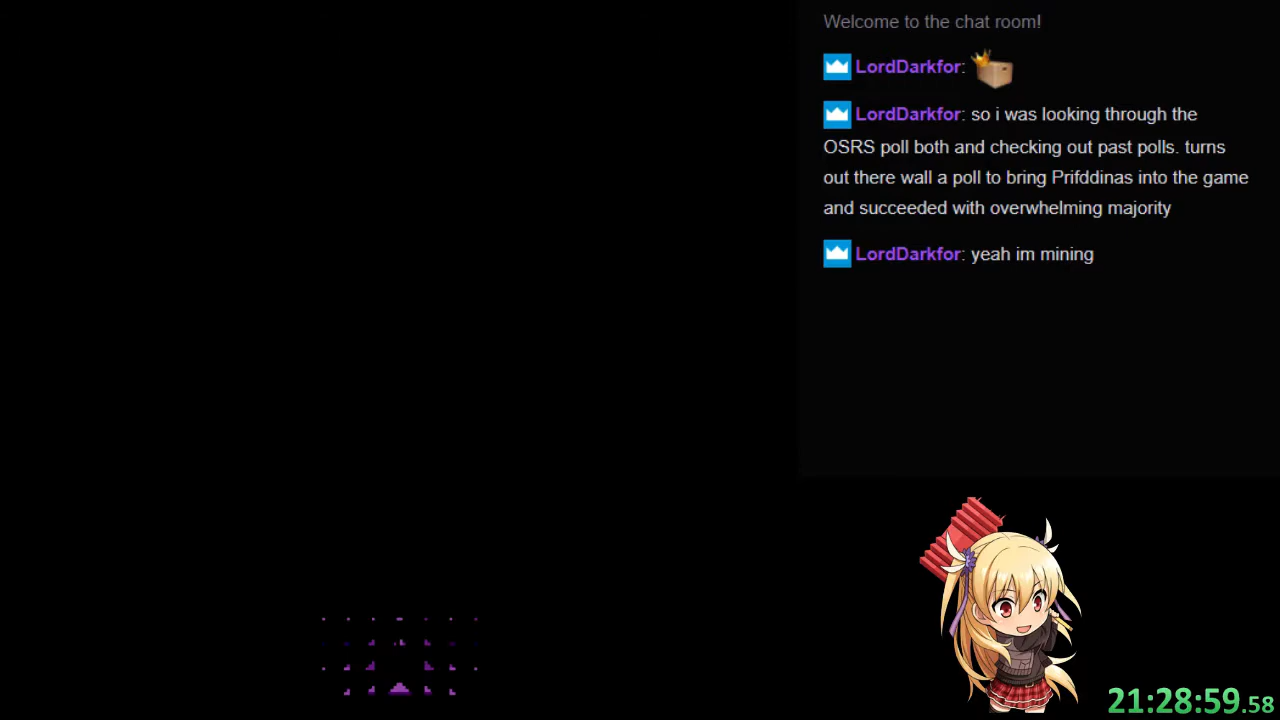 Welcome to the chat room!
LordDarkfor:
LordDarkfor: so i was looking through the
OSRS poll both and checking out past polls. turns
out there wall a poll to bring Prifddinas into the game
and succeeded with overwhelming majority
LordDarkfor: yeah im mining
21:28:59.58